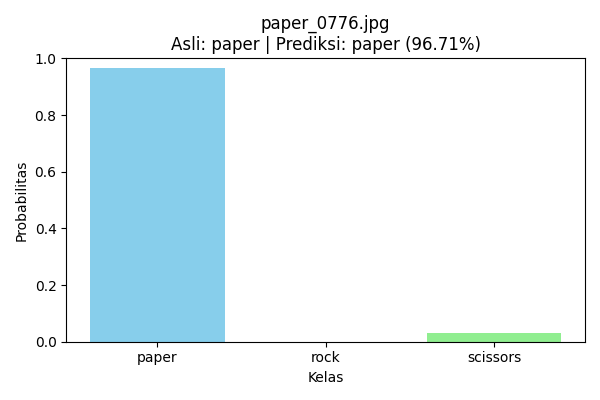 paper_0776.jpg
Asli: paper | Prediksi: paper (96.71%)
1.0
0.8
0.6
0.4
0.2
0.0
Probabilitas
paper rock scissors
Kelas